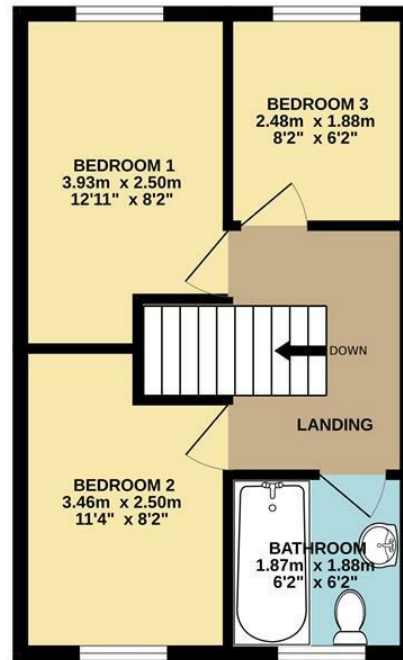 BEDROOM 1
3.93m x 2.50m
12'11" x 8'2"
BEDROOM 3
2.48m x 1.88m
8'2" x 6'2"
DOWN
LANDING
BEDROOM 2
3.46m x 2.50m
11'4" x 8'2"
BATHROOM
1.87m x 1.88m
6'2" x 6'2"